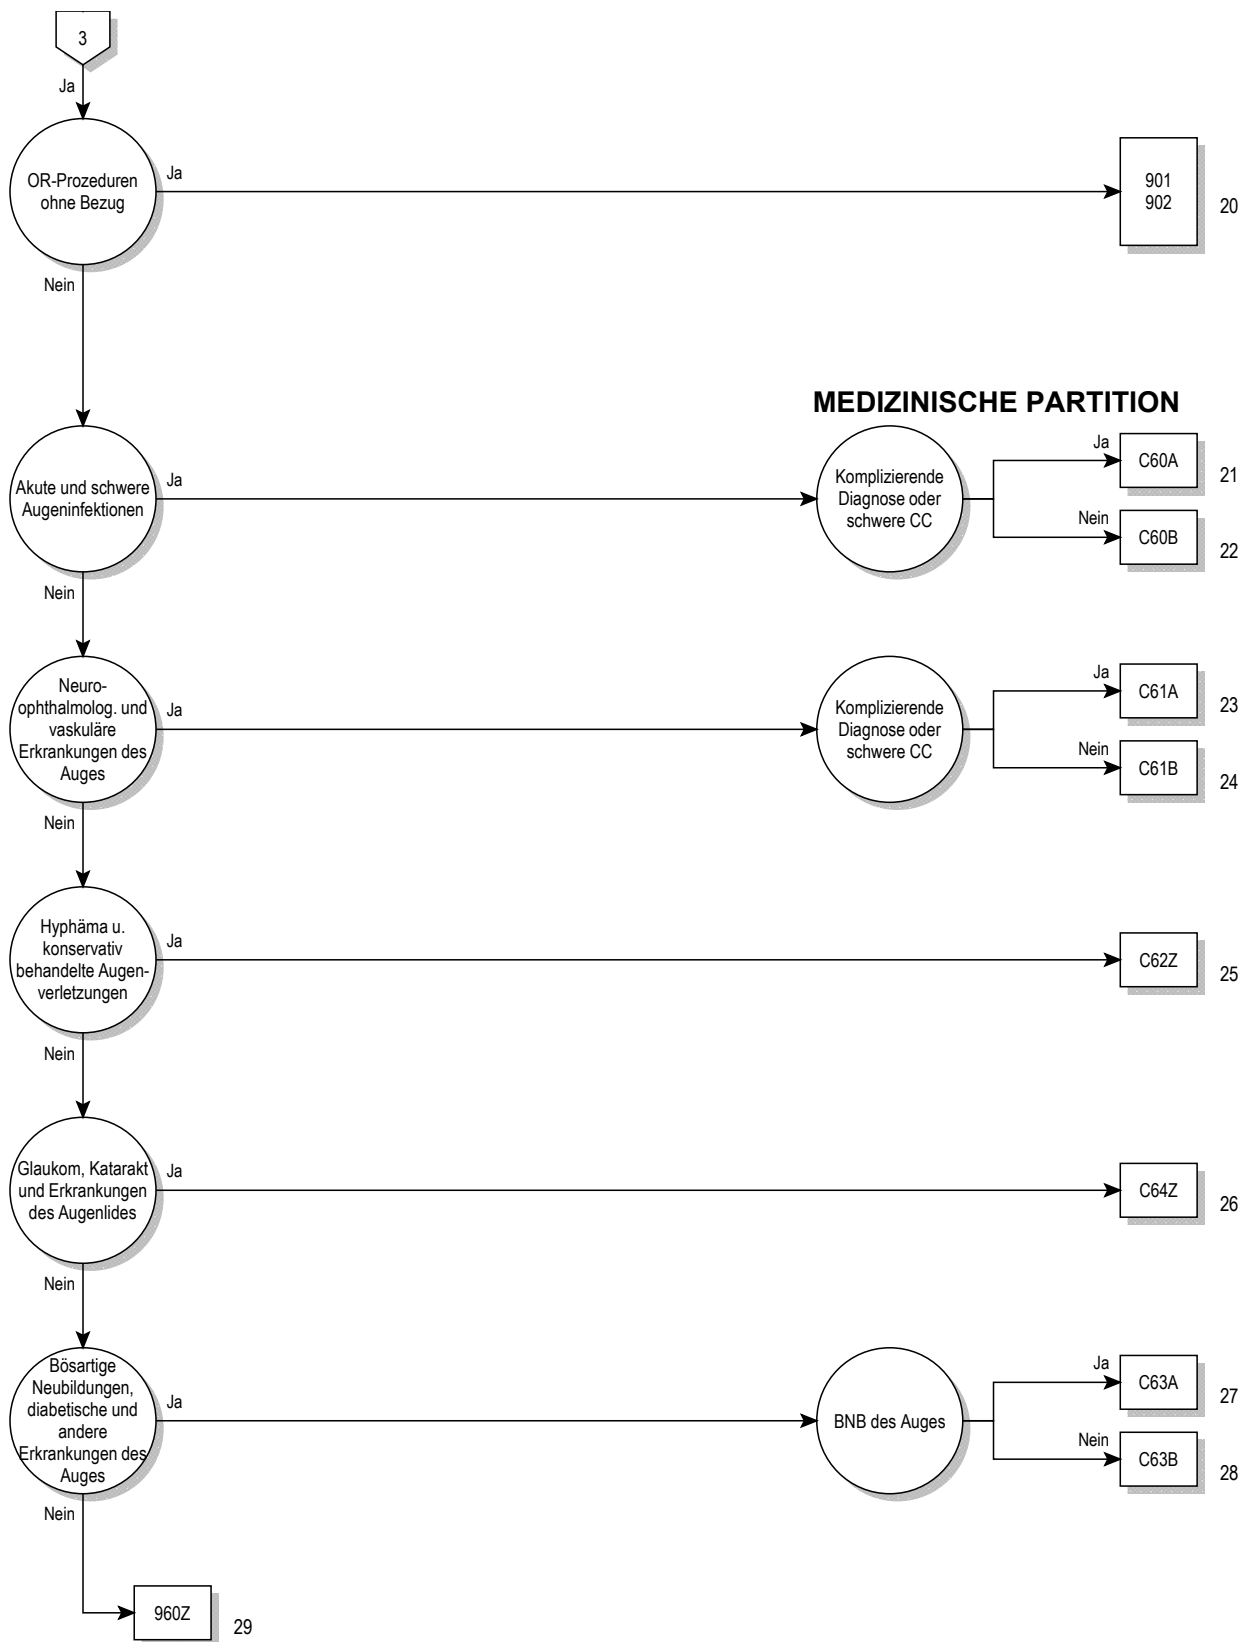 3
Ja
OR-Prozeduren
ohne Bezug
Ja
901
902
20
Nein
MEDIZINISCHE PARTITION
Akute und schwere
Augeninfektionen
Ja
Komplizierende
Diagnose oder
schwere CC
Ja
C60A
21
Nein
C60B
22
Nein
Neuro-
ophthalmolog. und
vaskuläre
Erkrankungen des
Auges
Ja
Komplizierende
Diagnose oder
schwere CC
Ja
C61A
23
Nein
C61B
24
Nein
Hyphäma u.
konservativ
behandelte Augen-
verletzungen
Ja
C62Z
25
Nein
Glaukom, Katarakt
und Erkrankungen
des Augenlides
Ja
C64Z
26
Nein
Bösartige
Neubildungen,
diabetische und
andere
Erkrankungen des
Auges
Ja
BNB des Auges
Ja
C63A
27
Nein
C63B
28
Nein
960Z
29